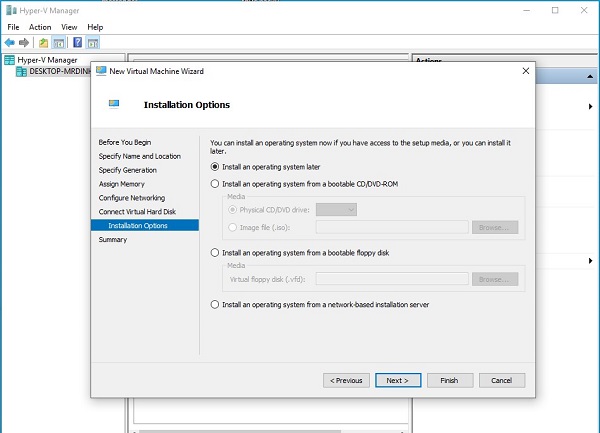 Hyper-V Manager
File Action View Help
Hyper-V Manager
DESKTOP-MRDINH
Actions
New Virtual Machine Wizard
Installation Options
Before You Begin
Specify Name and Location
Specify Generation
Assign Memory
Configure Networking
Connect Virtual Hard Disk
Installation Options
Summary
You can install an operating system now if you have access to the setup media, or you can install it
later.
Install an operating system later
Install an operating system from a bootable CD/DVD-ROM
Media
Physical CD/DVD drive:
Image file (.iso):
Browse...
Install an operating system from a bootable floppy disk
Media
Virtual floppy disk (.vfd):
Browse...
Install an operating system from a network-based installation server
< Previous
Next >
Finish
Cancel